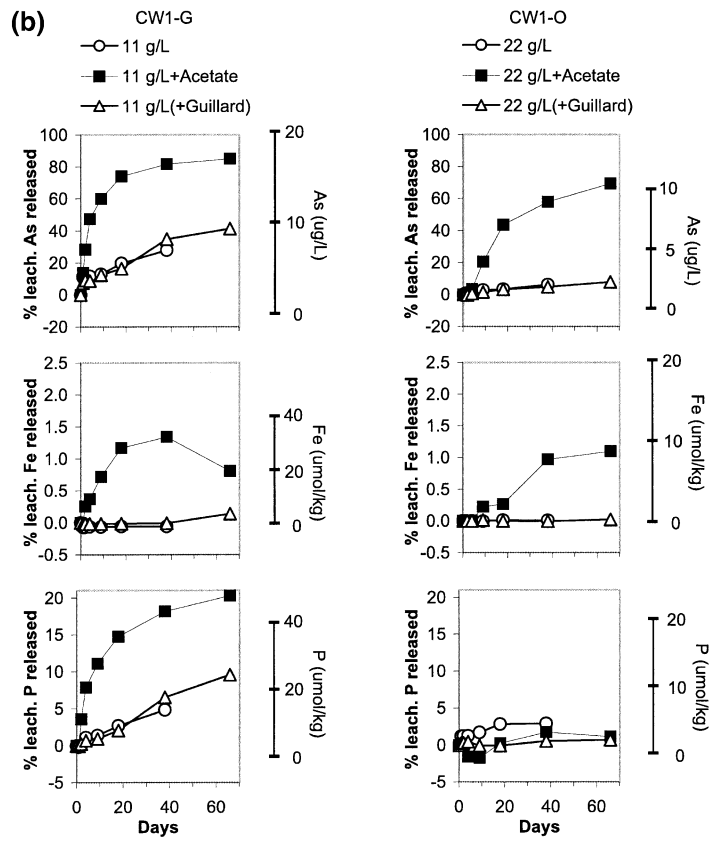 (b)
CW1-G
11 g/L
11 g/L+Acetate
11 g/L(+Guillard)
CW1-O
22 g/L
22 g/L+Acetate
22 g/L(+Guillard)
% leach. As released
100
80
60
40
20
0
-20
20
10
0
As (ug/L)
% leach. As released
100
80
60
40
20
0
-20
10
5
0
As (ug/L)
% leach. Fe released
2.5
2.0
1.5
1.0
0.5
0.0
-0.5
40
20
0
Fe (umol/kg)
% leach. Fe released
2.5
2.0
1.5
1.0
0.5
0.0
-0.5
20
10
0
Fe (umol/kg)
% leach. P released
20
15
10
5
0
-5
0 20 40 60
Days
40
20
0
P (umol/kg)
% leach. P released
20
15
10
5
0
-5
0 20 40 60
Days
20
10
0
P (umol/kg)